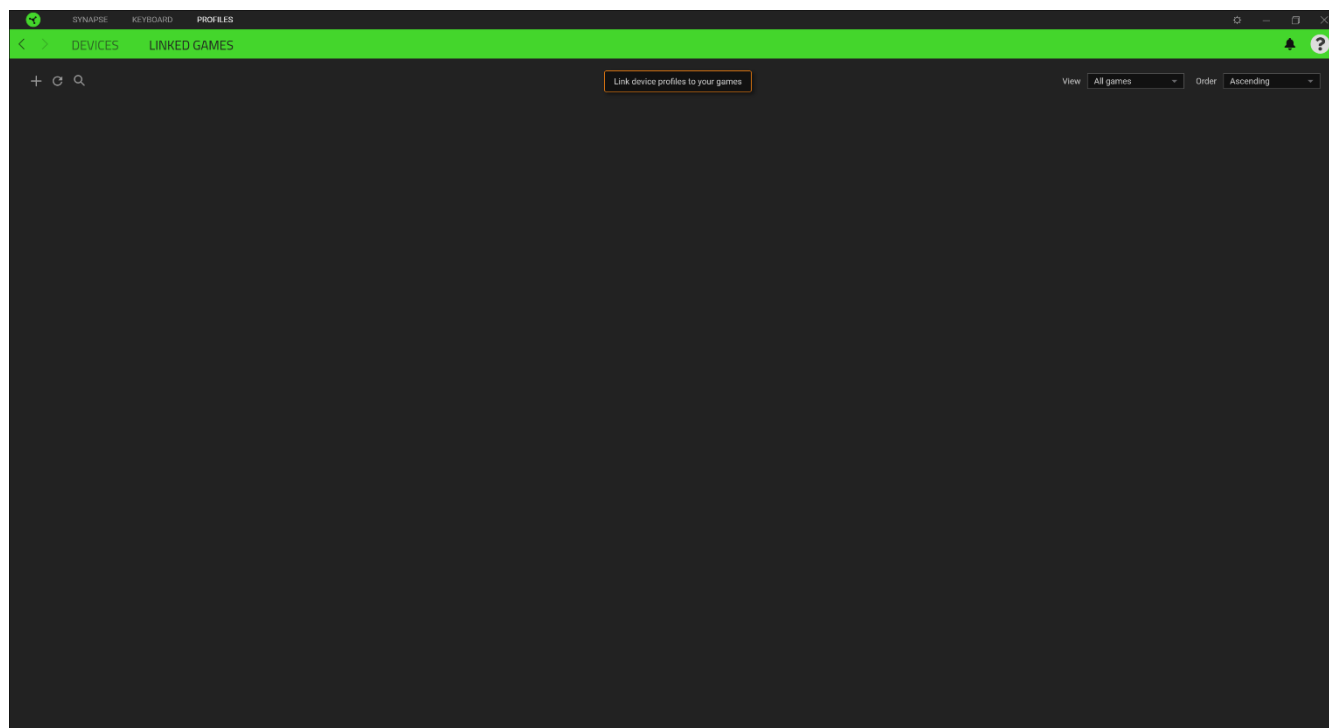 SYNAPSE KEYBOARD PROFILES
DEVICES LINKED GAMES ?
Link device profiles to your games View All games Order Ascending